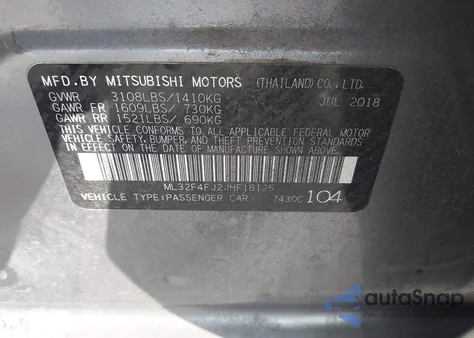 MFD.BY MITSUBISHI MOTORS (THAILAND) CO.,LTD.
GVWR 3108LBS/1410KG JUL 2018
GAWR FR 1609LBS/ 730KG
GAWR RR 1521LBS/ 690KG
THIS VEHICLE CONFORMS TO ALL APPLICABLE FEDERAL MOTOR
VEHICLE SAFETY, BUMPER, AND THEFT PREVENTION STANDARDS
IN EFFECT ON THE DATE OF MANUFACTURE SHOWN ABOVE.
ML32F4FJ2JHF16125
VEHICLE TYPE:PASSENGER CAR 7430C 104
autoSnap